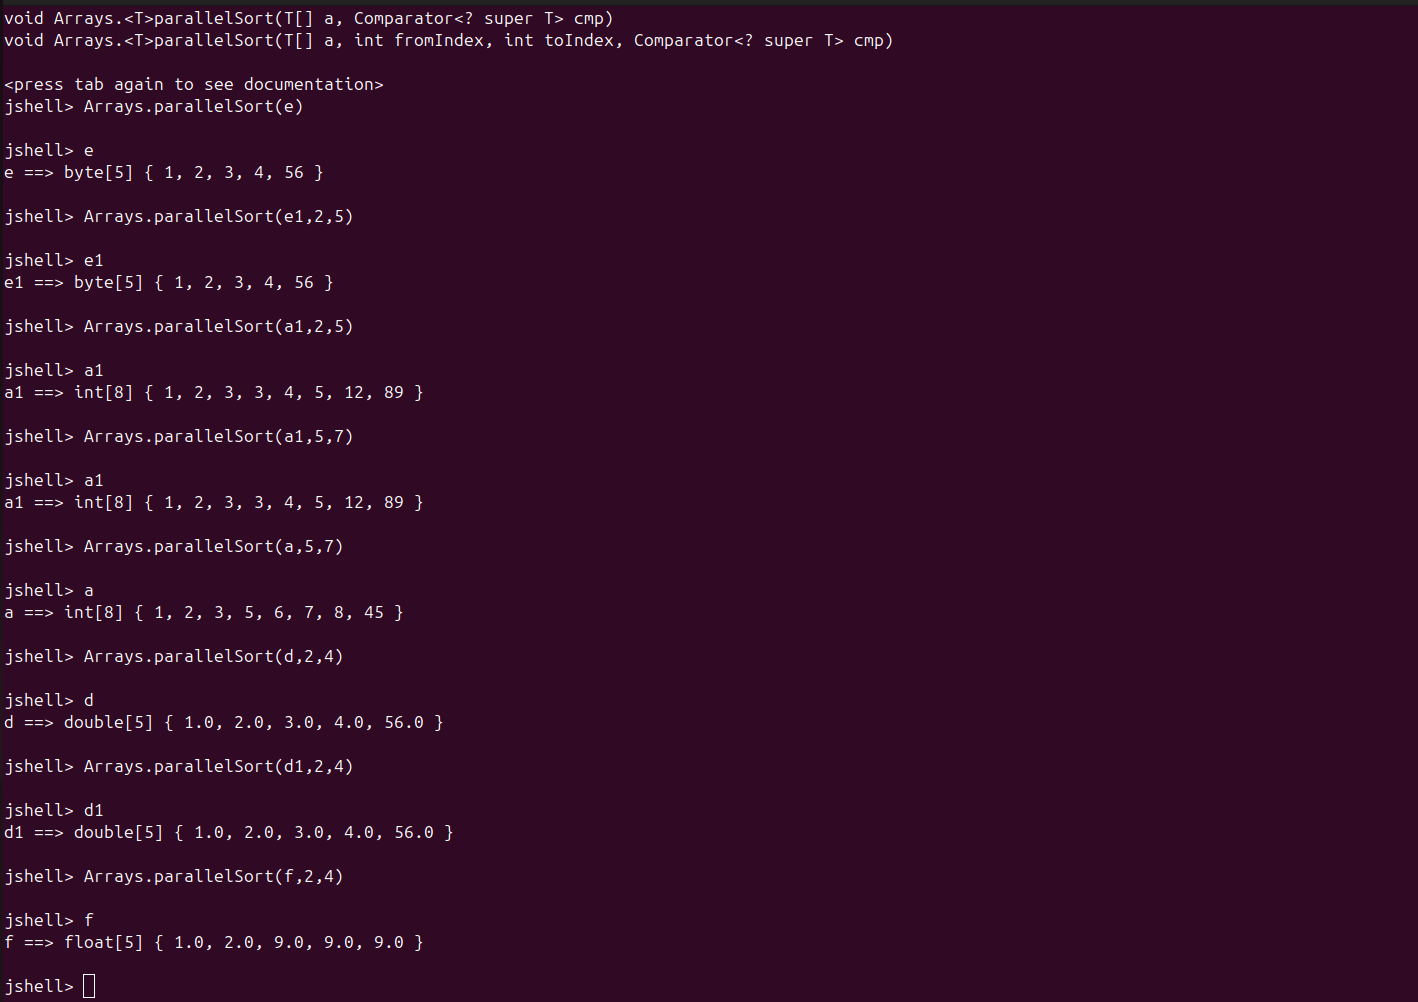 void Arrays.<T>parallelSort(T[] a, Comparator<? super T> cmp)
void Arrays.<T>parallelSort(T[] a, int fromIndex, int toIndex, Comparator<? super T> cmp)
<press tab again to see documentation>
jshell> Arrays.parallelSort(e)
jshell> e
e ==> byte[5] { 1, 2, 3, 4, 56 }
jshell> Arrays.parallelSort(e1,2,5)
jshell> e1
e1 ==> byte[5] { 1, 2, 3, 4, 56 }
jshell> Arrays.parallelSort(a1,2,5)
jshell> a1
a1 ==> int[8] { 1, 2, 3, 3, 4, 5, 12, 89 }
jshell> Arrays.parallelSort(a1,5,7)
jshell> a1
a1 ==> int[8] { 1, 2, 3, 3, 4, 5, 12, 89 }
jshell> Arrays.parallelSort(a,5,7)
jshell> a
a ==> int[8] { 1, 2, 3, 5, 6, 7, 8, 45 }
jshell> Arrays.parallelSort(d,2,4)
jshell> d
d ==> double[5] { 1.0, 2.0, 3.0, 4.0, 56.0 }
jshell> Arrays.parallelSort(d1,2,4)
jshell> d1
d1 ==> double[5] { 1.0, 2.0, 3.0, 4.0, 56.0 }
jshell> Arrays.parallelSort(f,2,4)
jshell> f
f ==> float[5] { 1.0, 2.0, 9.0, 9.0, 9.0 }
jshell>